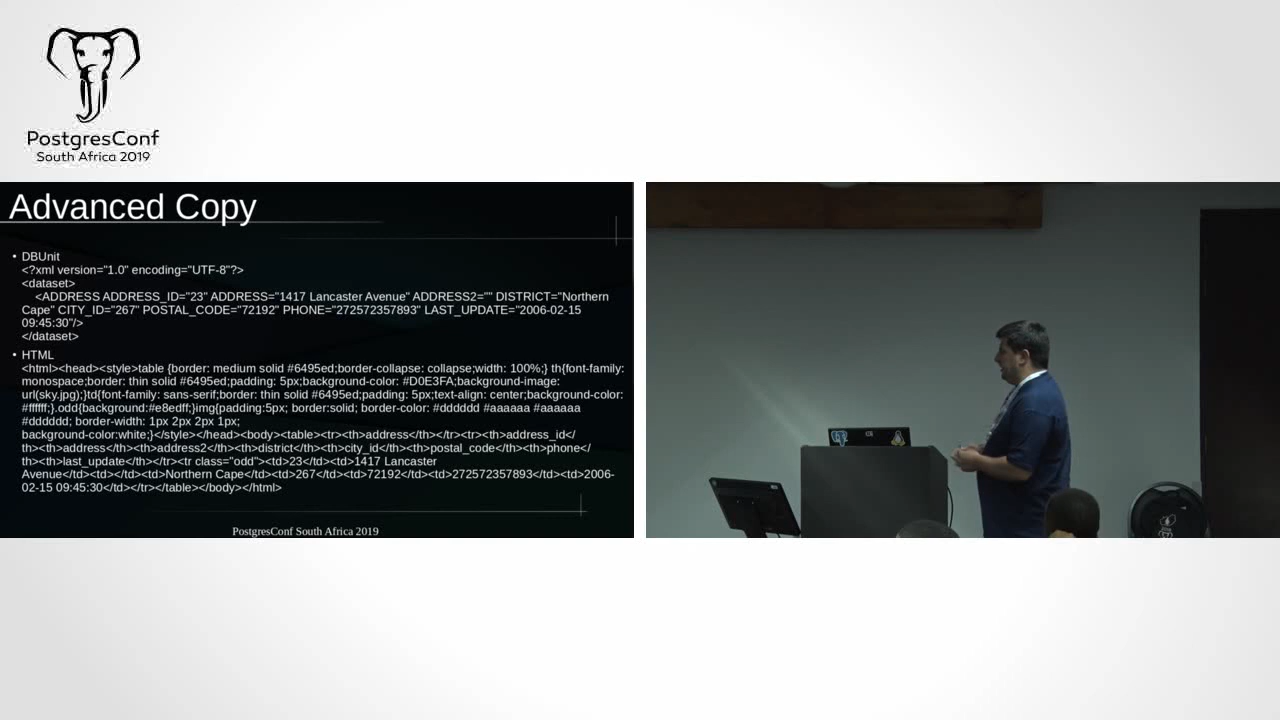 PostgresConf
South Africa 2019
Advanced Copy
• DBUnit
<?xml version="1.0" encoding="UTF-8"?>
<dataset>
<ADDRESS ADDRESS_ID="23" ADDRESS="1417 Lancaster Avenue" ADDRESS2="" DISTRICT="Northern
Cape" CITY_ID="267" POSTAL_CODE="72192" PHONE="272572357893" LAST_UPDATE="2006-02-15
09:45:30"/>
</dataset>
• HTML
<html><head><style>table {border: medium solid #6495ed;border-collapse: collapse;width: 100%;} th{font-family:
monospace;border: thin solid #6495ed;padding: 5px;background-color: #D0E3FA;background-image:
url(sky.jpg);}td{font-family: sans-serif;border: thin solid #6495ed;padding: 5px;text-align: center;background-color:
#ffffff;}.odd{background:#e8edff;}img{padding:5px; border:solid; border-color: #dddddd #aaaaaa #aaaaaa
#dddddd; border-width: 1px 2px 2px 1px;
background-color:white;}</style></head><body><table><tr><th>address</th></tr><tr><th>address_id</
th><th>address</th><th>address2</th><th>district</th><th>city_id</th><th>postal_code</th><th>phone</
th><th>last_update</th></tr><tr class="odd"><td>23</td><td>1417 Lancaster
Avenue</td><td></td><td>Northern Cape</td><td>267</td><td>72192</td><td>272572357893</td><td>2006-
02-15 09:45:30</td></tr></table></body></html>
PostgresConf South Africa 2019